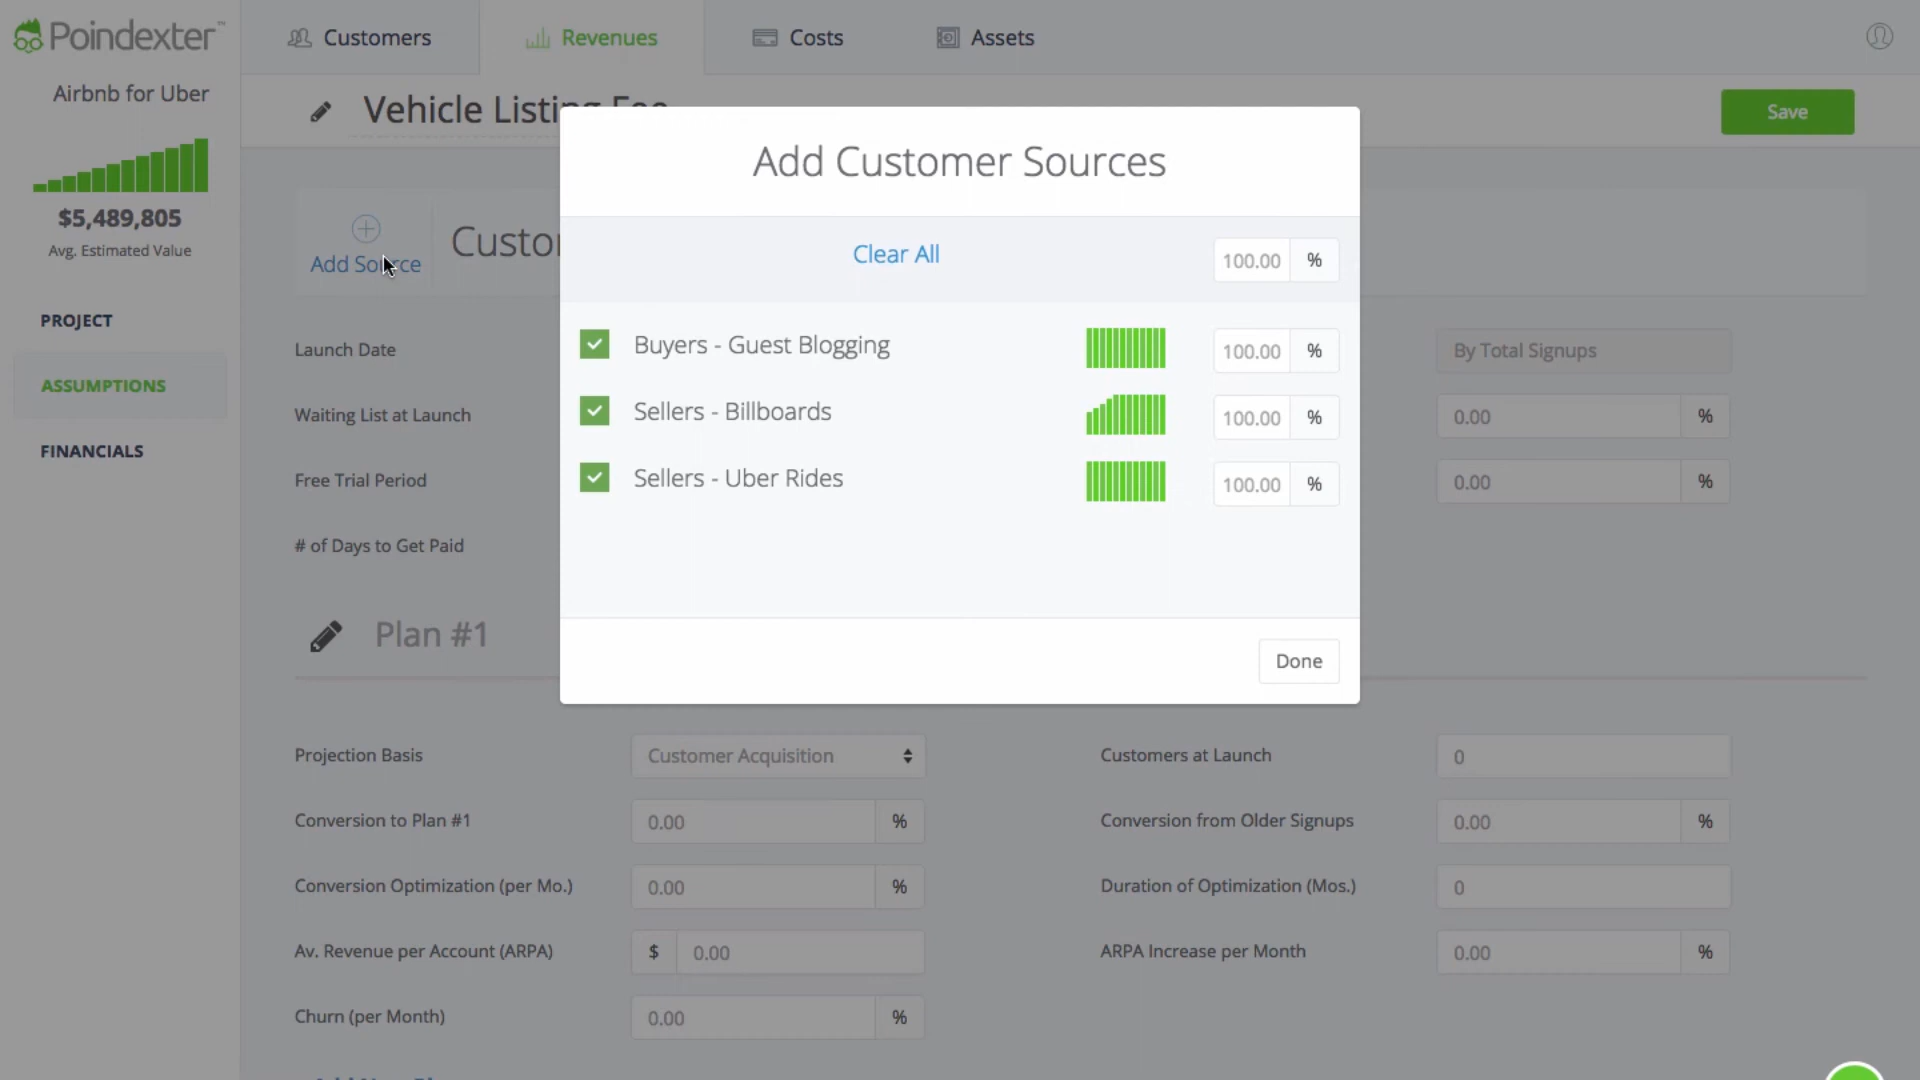 Poindexter™
Customers
Revenues
Costs
Assets
Airbnb for Uber
$5,489,805
Avg. Estimated Value
PROJECT
ASSUMPTIONS
FINANCIALS
Vehicle Listing Fee
Save
Add Source
Custo
Add Customer Sources
Clear All
100.00 %
Buyers - Guest Blogging
100.00 %
Sellers - Billboards
100.00 %
Sellers - Uber Rides
100.00 %
Done
Launch Date
By Total Signups
Waiting List at Launch
0.00 %
Free Trial Period
0.00 %
# of Days to Get Paid
Plan #1
Projection Basis
Customer Acquisition
Customers at Launch
0
Conversion to Plan #1
0.00 %
Conversion from Older Signups
0.00 %
Conversion Optimization (per Mo.)
0.00 %
Duration of Optimization (Mos.)
0
Av. Revenue per Account (ARPA)
$ 0.00
ARPA Increase per Month
0.00 %
Churn (per Month)
0.00 %